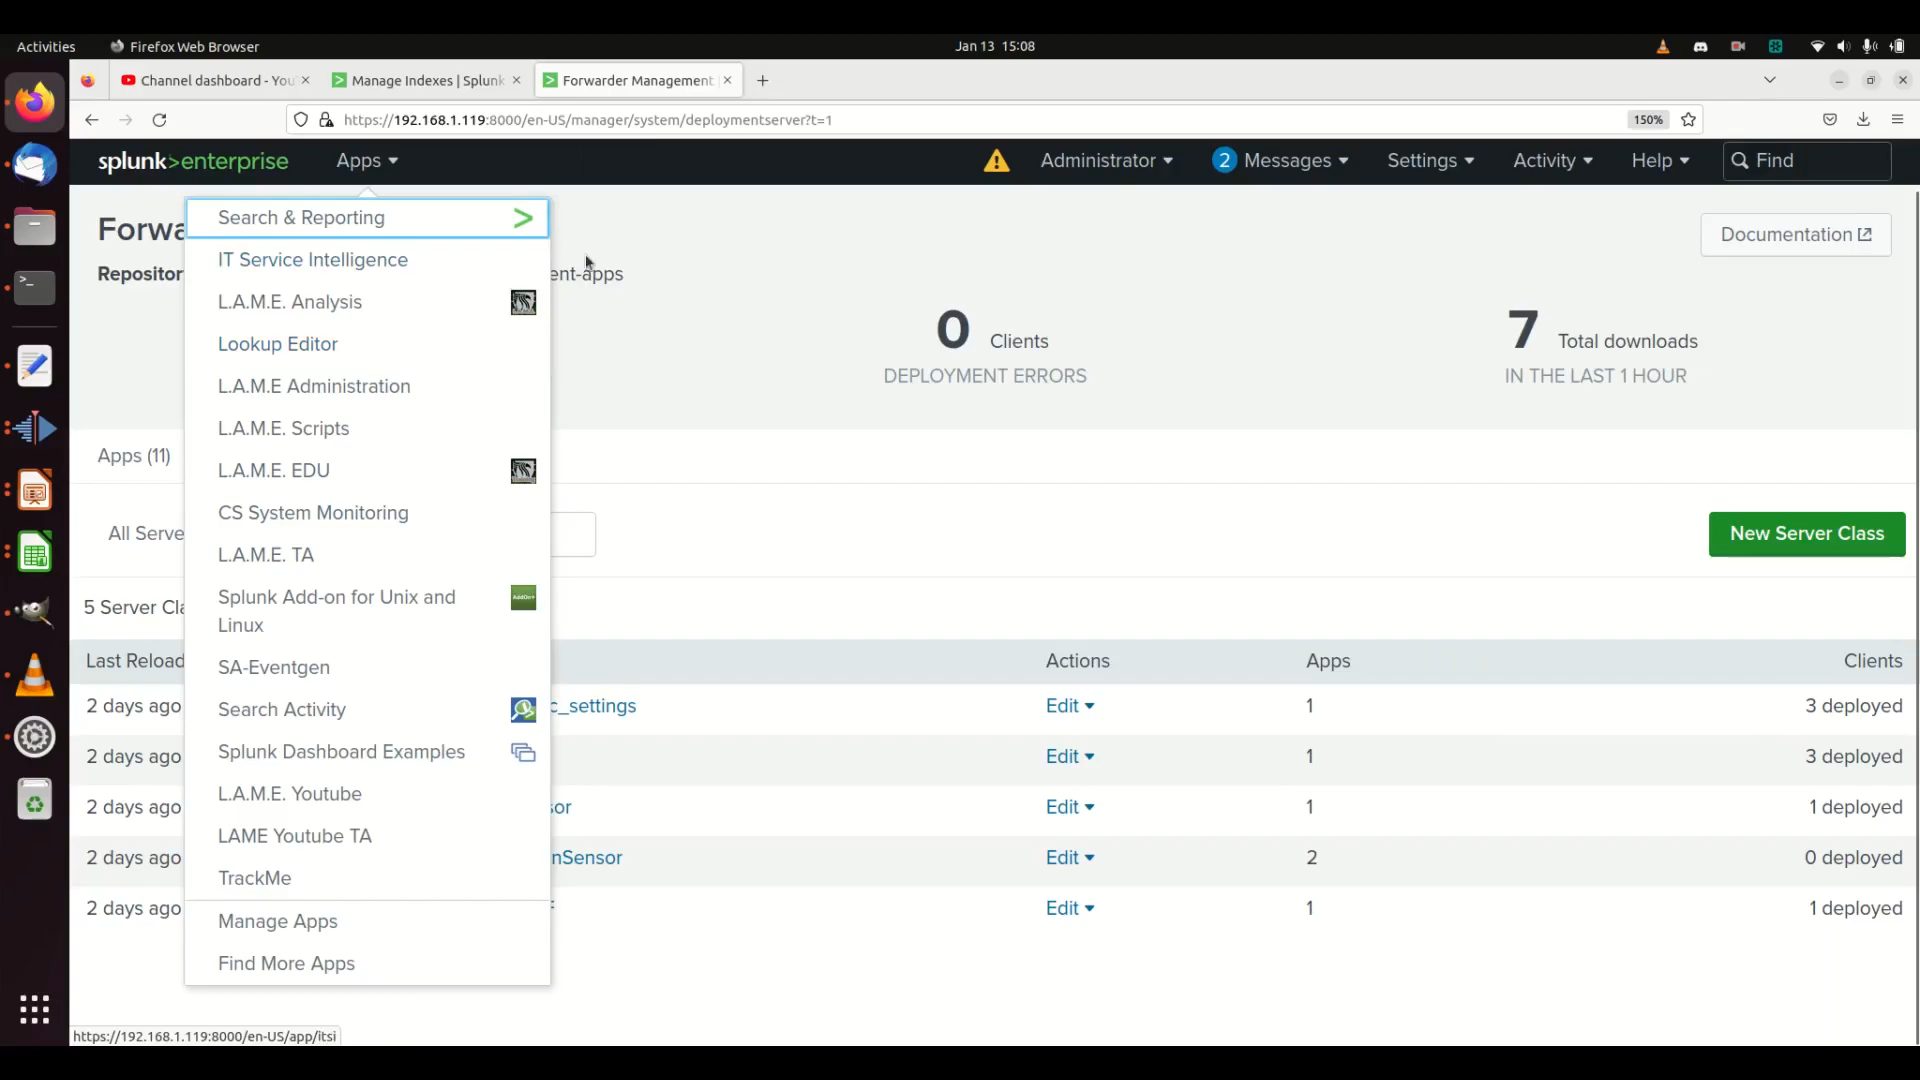 Activities
Firefox Web Browser
Jan 13 15:08
Channel dashboard - You
Manage Indexes | Splunk
Forwarder Management
https://192.168.1.119:8000/en-US/manager/system/deploymentserver?t=1
150%
splunk>enterprise
Apps
Administrator
2 Messages
Settings
Activity
Help
Find
Forwa
Documentation
Repositor
ent-apps
Search & Reporting
IT Service Intelligence
L.A.M.E. Analysis
Lookup Editor
L.A.M.E Administration
L.A.M.E. Scripts
L.A.M.E. EDU
CS System Monitoring
L.A.M.E. TA
Splunk Add-on for Unix and
Linux
SA-Eventgen
Search Activity
Splunk Dashboard Examples
L.A.M.E. Youtube
LAME Youtube TA
TrackMe
Manage Apps
Find More Apps
0 Clients
DEPLOYMENT ERRORS
7 Total downloads
IN THE LAST 1 HOUR
Apps (11)
All Serve
New Server Class
5 Server Cla
Last Reload
Actions
Apps
Clients
2 days ago
c_settings
Edit
1
3 deployed
2 days ago
Edit
1
3 deployed
2 days ago
sor
Edit
1
1 deployed
2 days ago
nSensor
Edit
2
0 deployed
2 days ago
Edit
1
1 deployed
https://192.168.1.119:8000/en-US/app/itsi